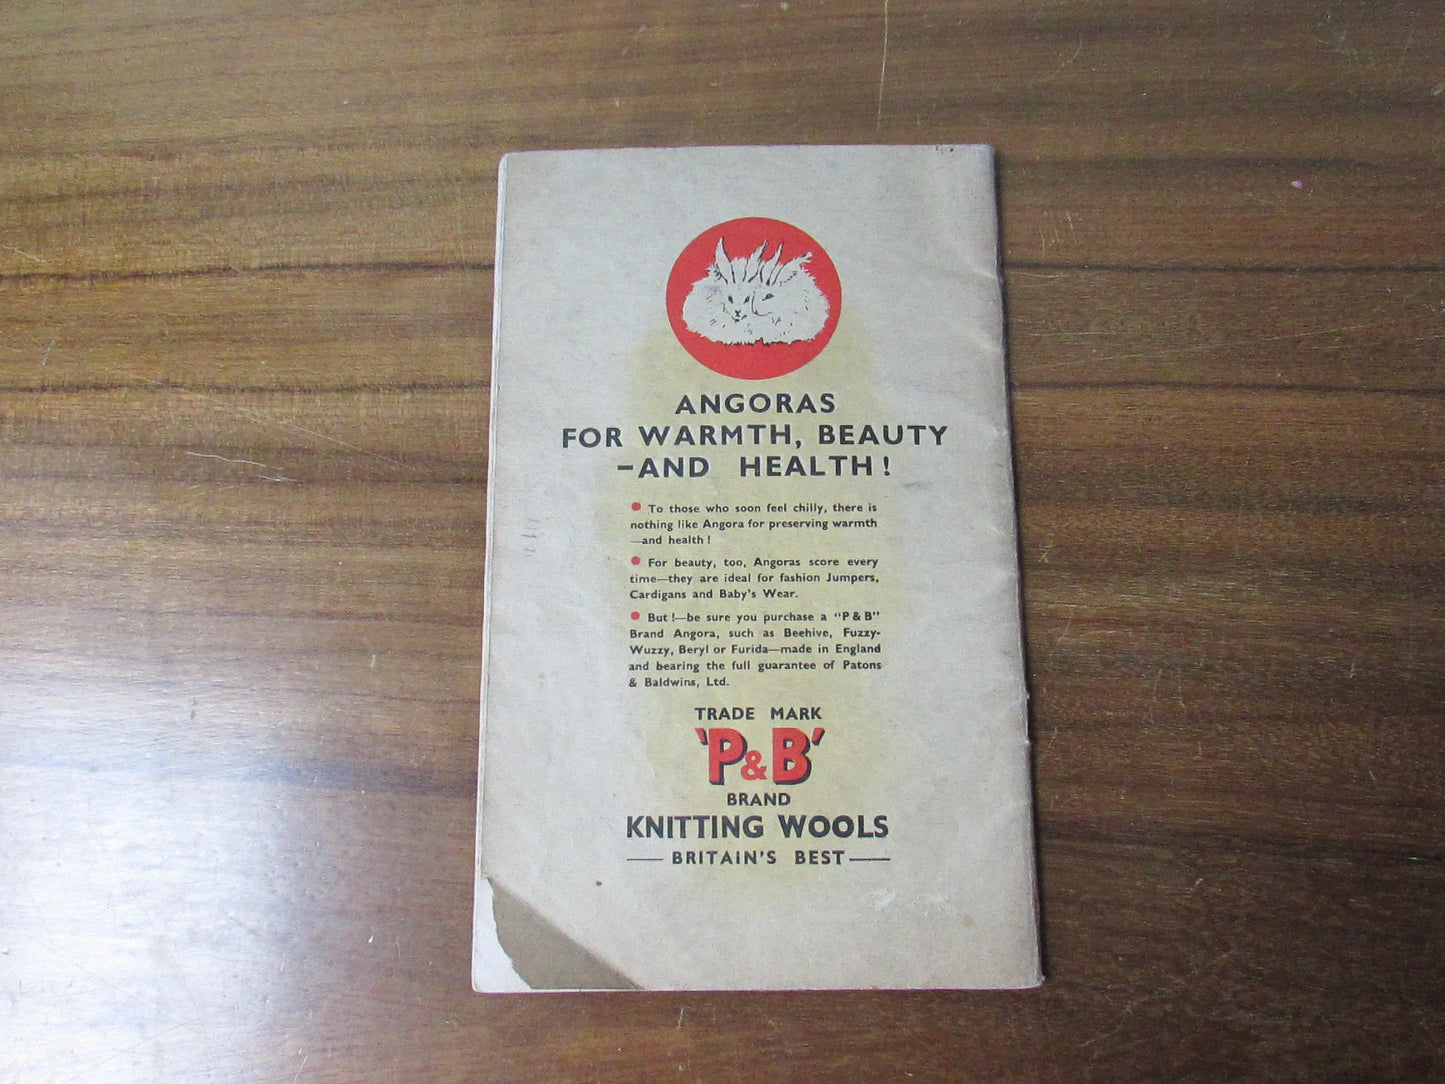 ANGORAS
FOR WARMTH, BEAUTY
–AND HEALTH!
• To those who soon feel chilly, there is
nothing like Angora for preserving warmth
—and health!
• For beauty, too, Angoras score every
time—they are ideal for fashion Jumpers,
Cardigans and Baby's Wear.
• But!—be sure you purchase a "P & B"
Brand Angora, such as Beehive, Fuzzy-
Wuzzy, Beryl or Furida—made in England
and bearing the full guarantee of Patons
& Baldwins, Ltd.
TRADE MARK
'P&B'
BRAND
KNITTING WOOLS
— BRITAIN'S BEST —